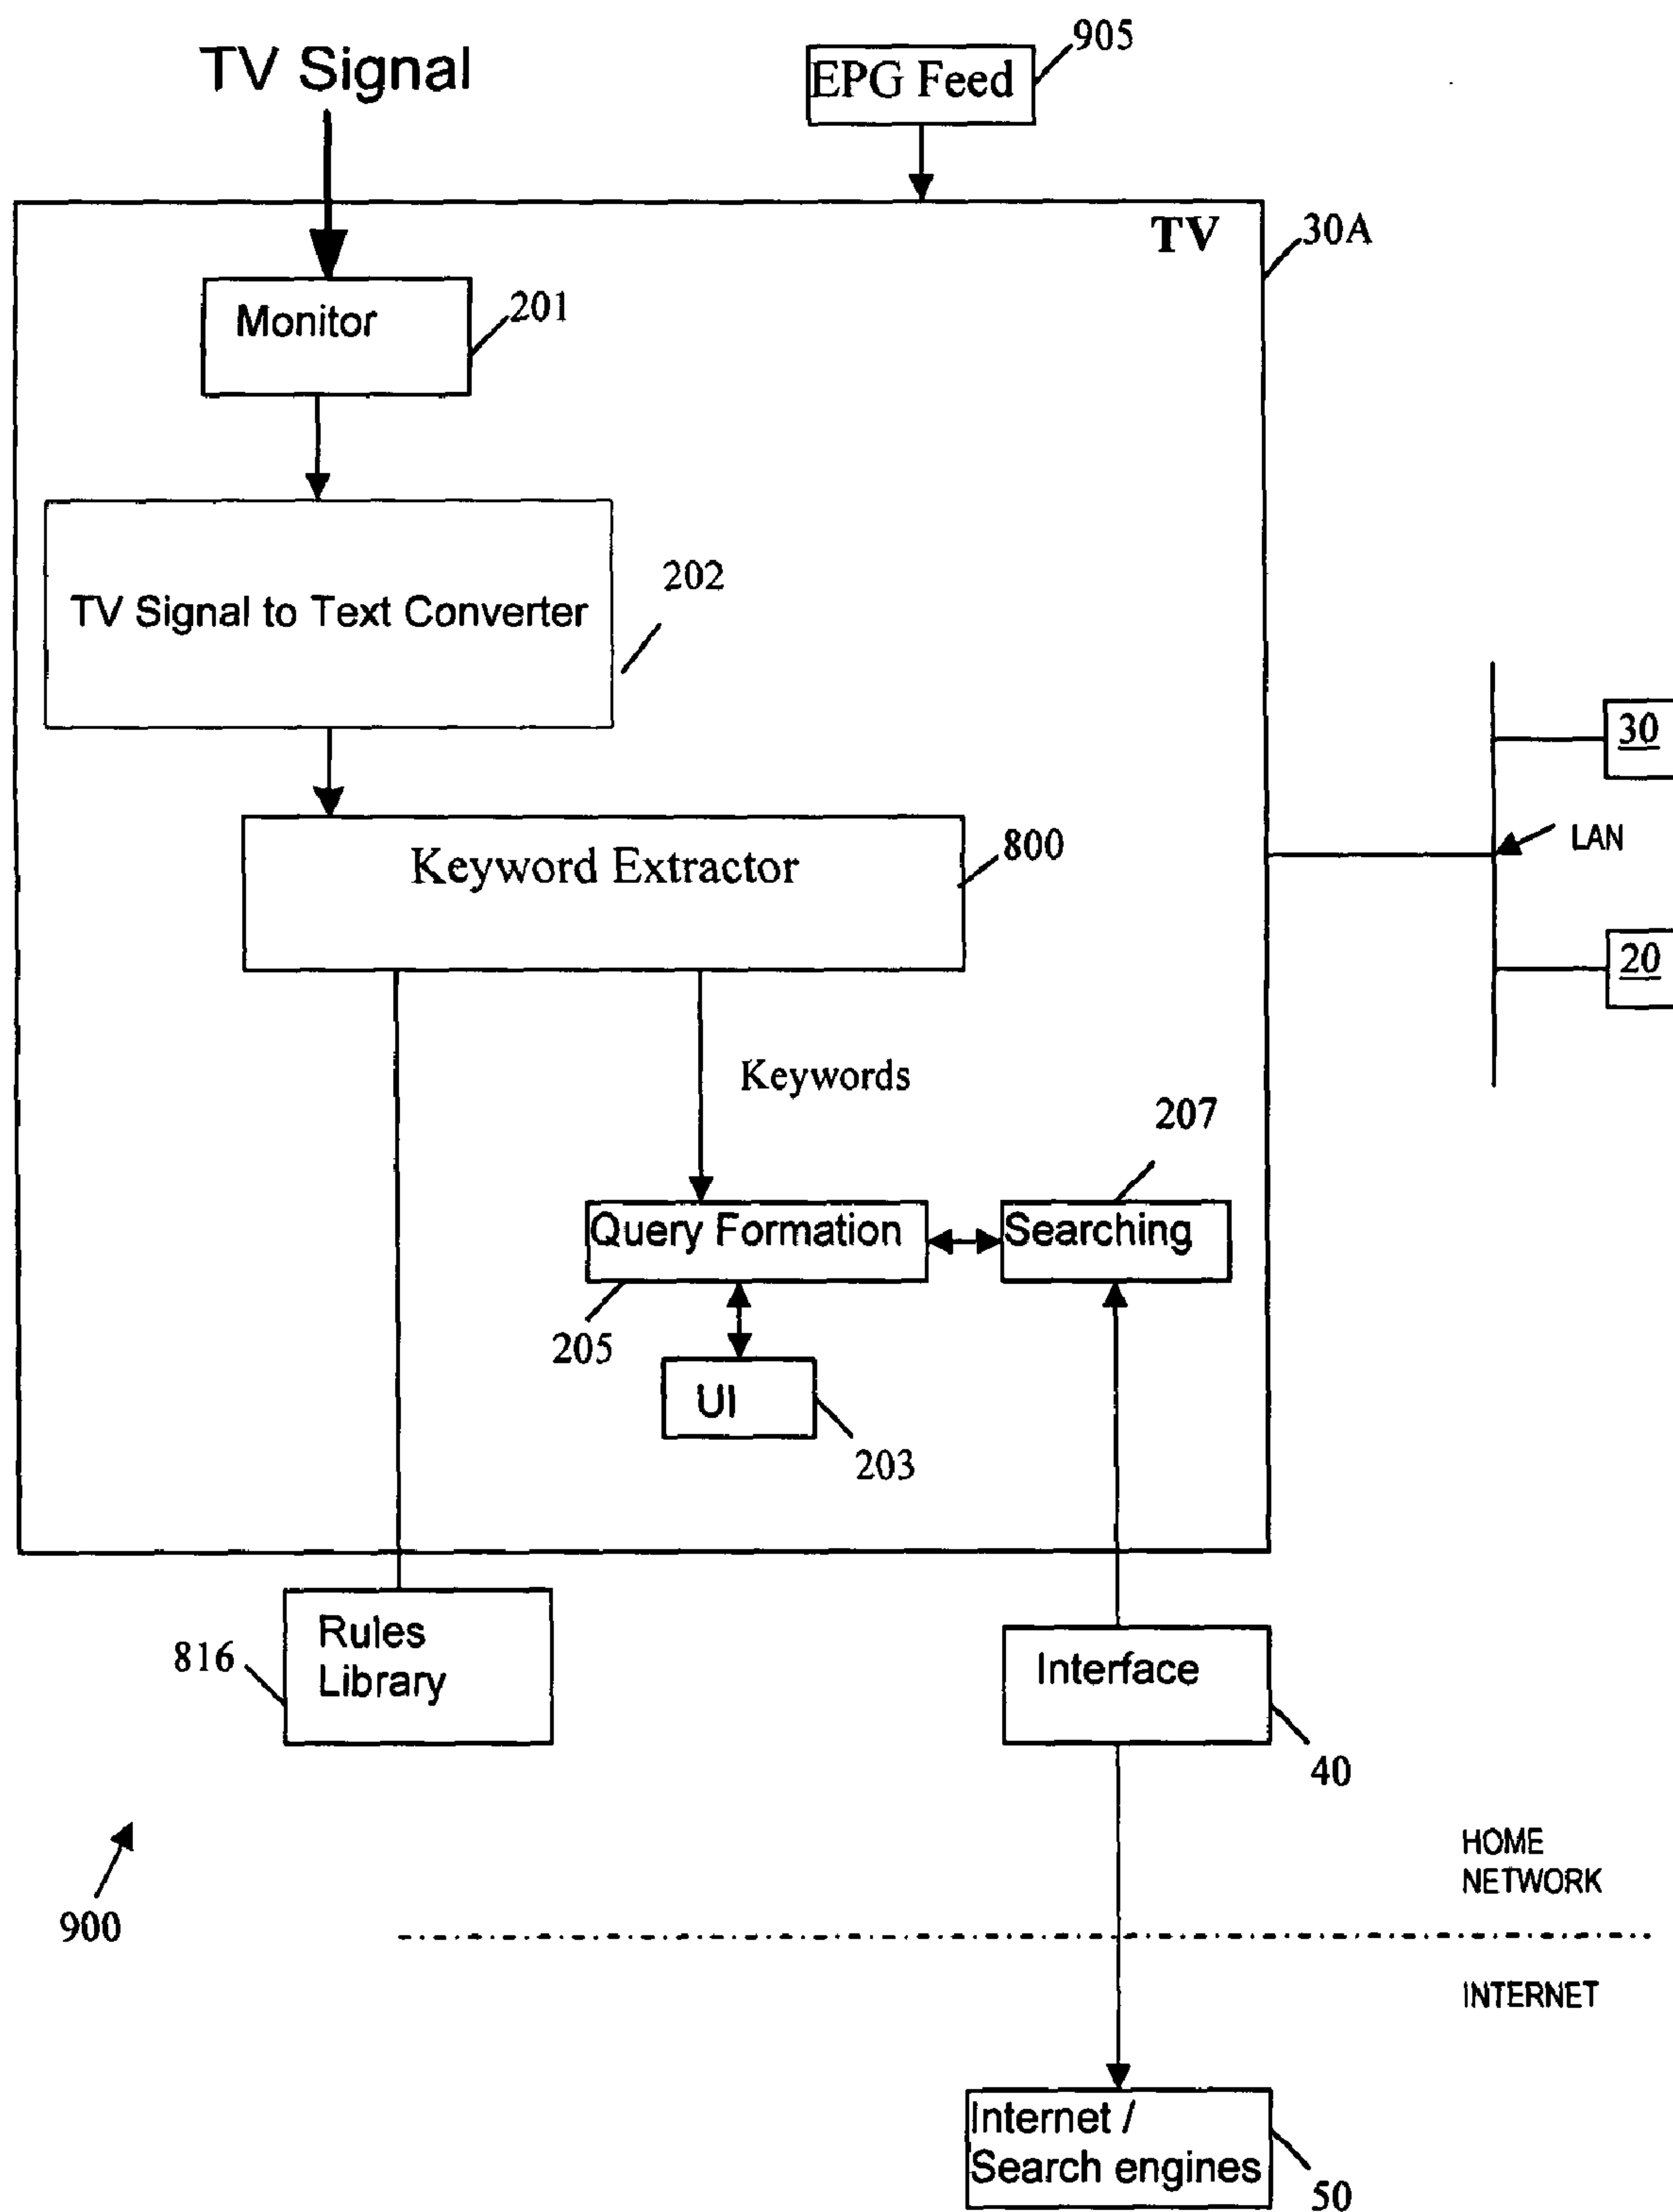 TV Signal
EPG Feed
905
TV
30A
Monitor
201
TV Signal to Text Converter
202
30
LAN
Keyword Extractor
800
20
Keywords
207
Query Formation
Searching
205
UI
203
Rules
Library
816
Interface
40
HOME
NETWORK
900
INTERNET
Internet /
Search engines
50